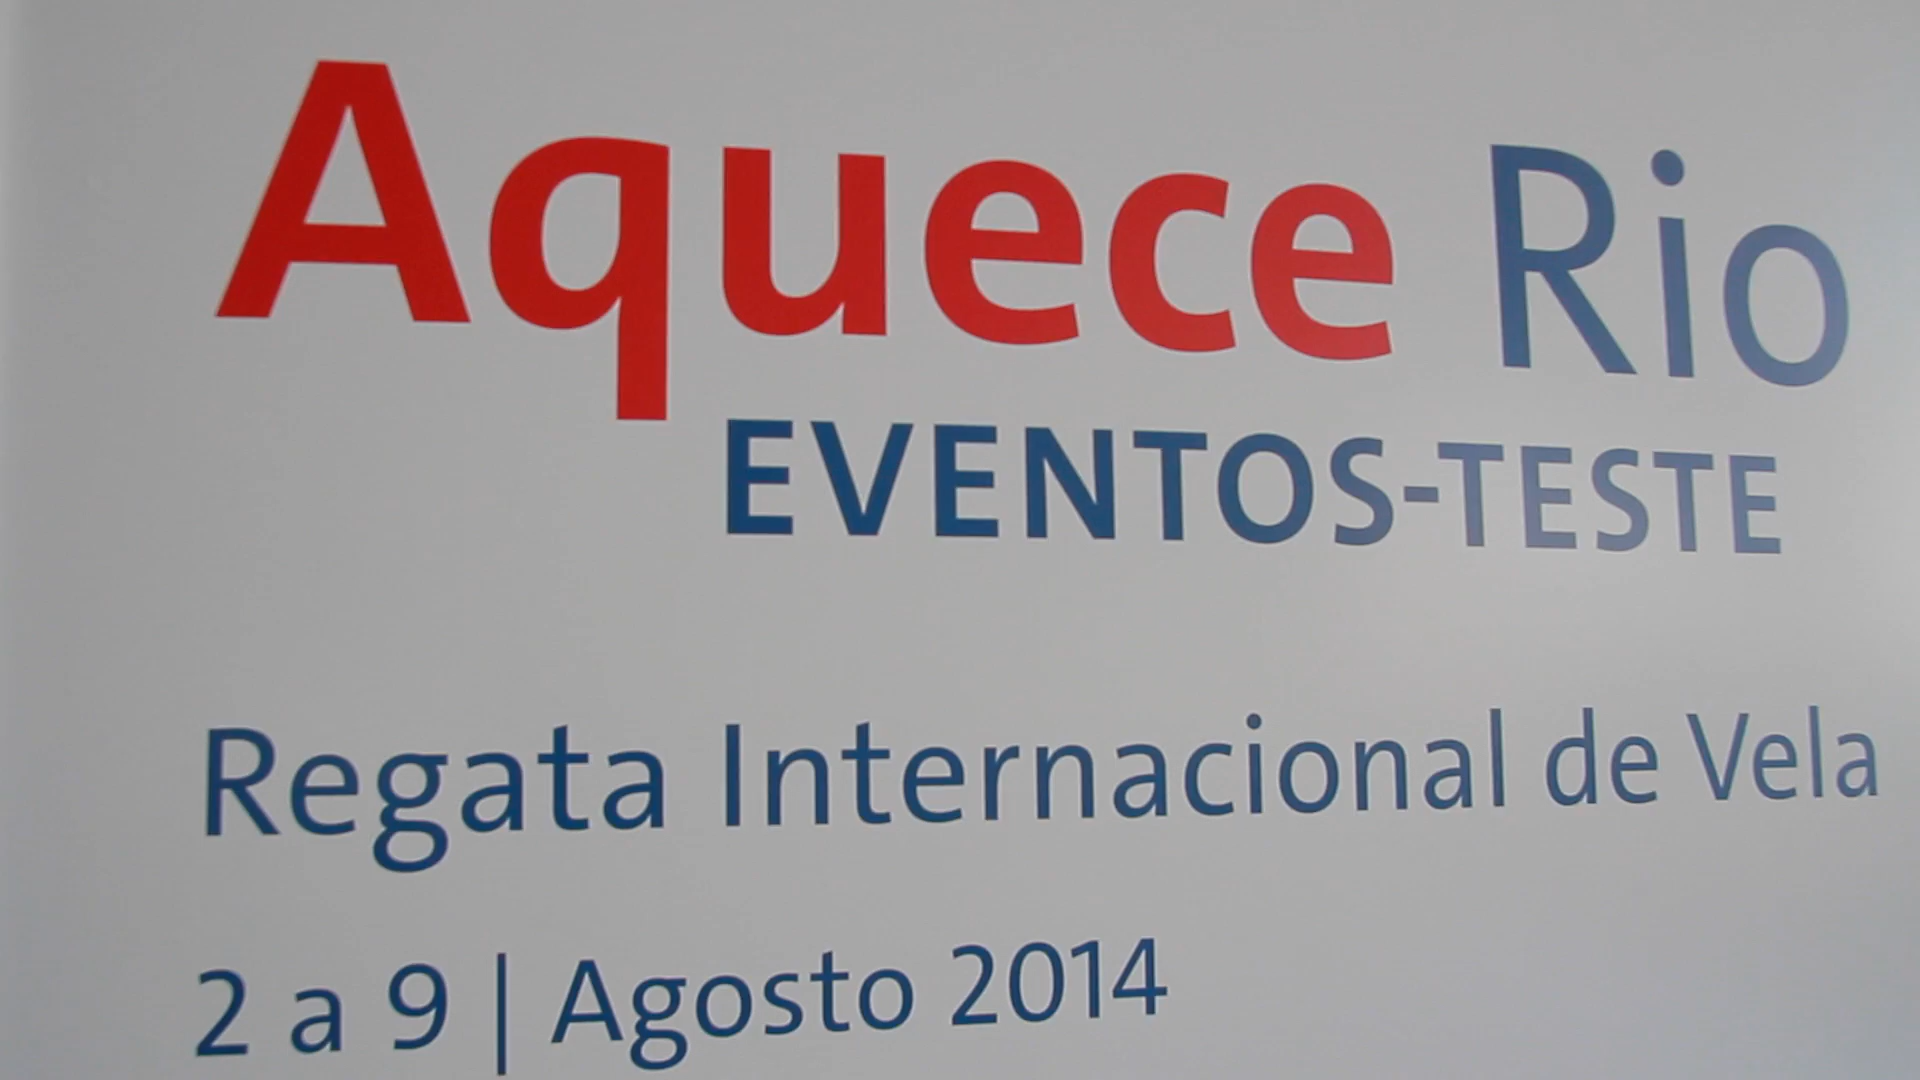 Aquece Rio
EVENTOS-TESTE
Regata Internacional de Vela
2 a 9 | Agosto 2014